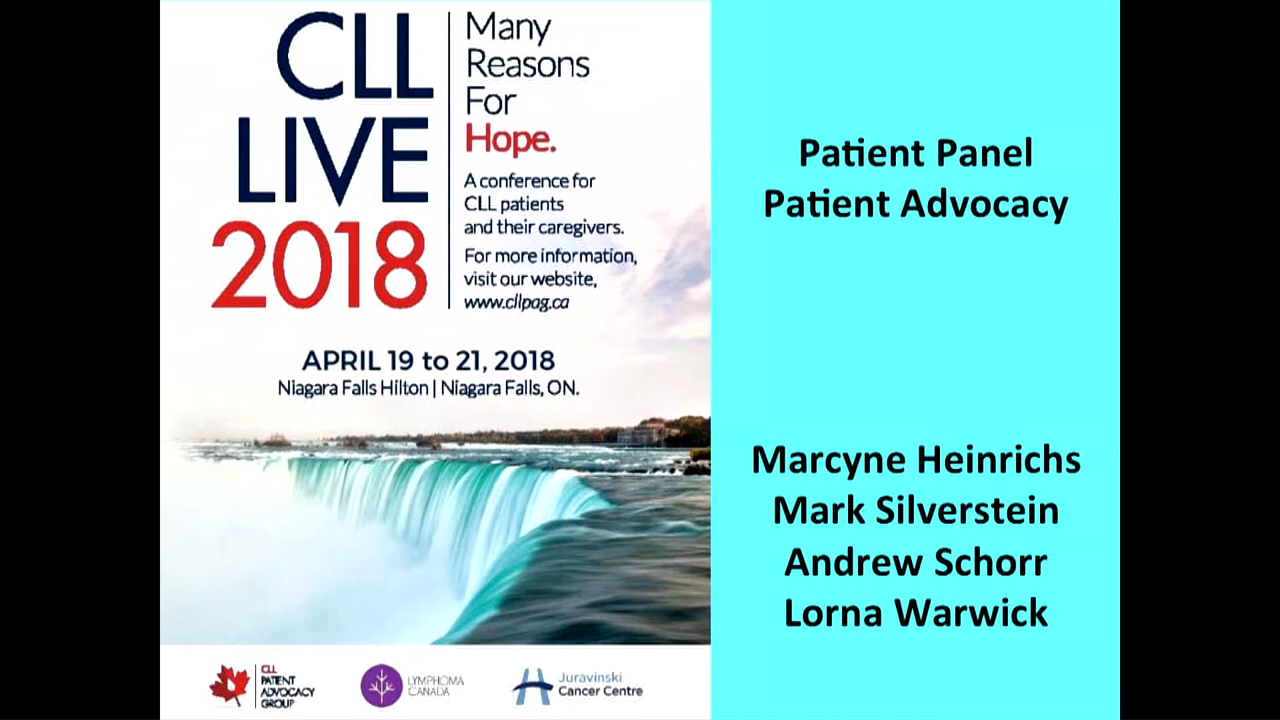 CLL
LIVE
2018
Many
Reasons
For
Hope.
A conference for
CLL patients
and their caregivers.
For more information,
visit our website,
www.cllpag.ca
APRIL 19 to 21, 2018
Niagara Falls Hilton | Niagara Falls, ON.
CLL
PATIENT
ADVOCACY
GROUP
LYMPHOMA
CANADA
Juravinski
Cancer Centre
Patient Panel
Patient Advocacy
Marcyne Heinrichs
Mark Silverstein
Andrew Schorr
Lorna Warwick